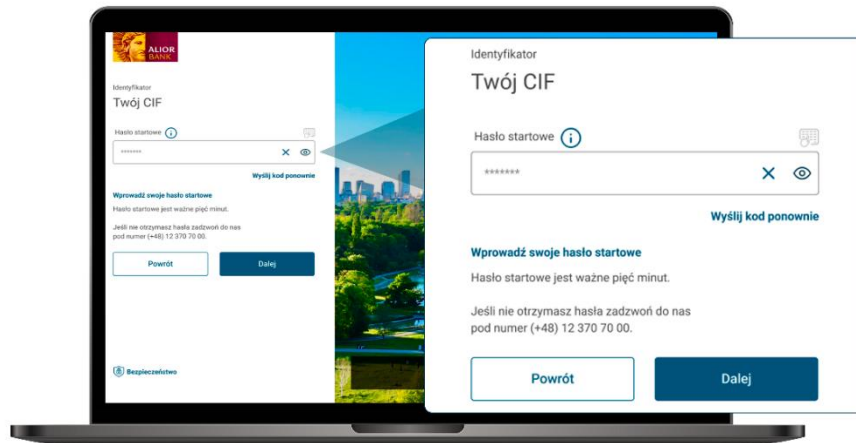 ALIOR
BANK
Identyfikator
Twój CIF
Hasło startowe
*******
Wyślij kod ponownie
Wprowadź swoje hasło startowe
Hasło startowe jest ważne pięć minut.
Jeśli nie otrzymasz hasła zadzwoń do nas
pod numer (+48) 12 370 70 00.
Powrót
Dalej
Bezpieczeństwo
Identyfikator
Twój CIF
Hasło startowe
*******
Wyślij kod ponownie
Wprowadź swoje hasło startowe
Hasło startowe jest ważne pięć minut.
Jeśli nie otrzymasz hasła zadzwoń do nas
pod numer (+48) 12 370 70 00.
Powrót
Dalej